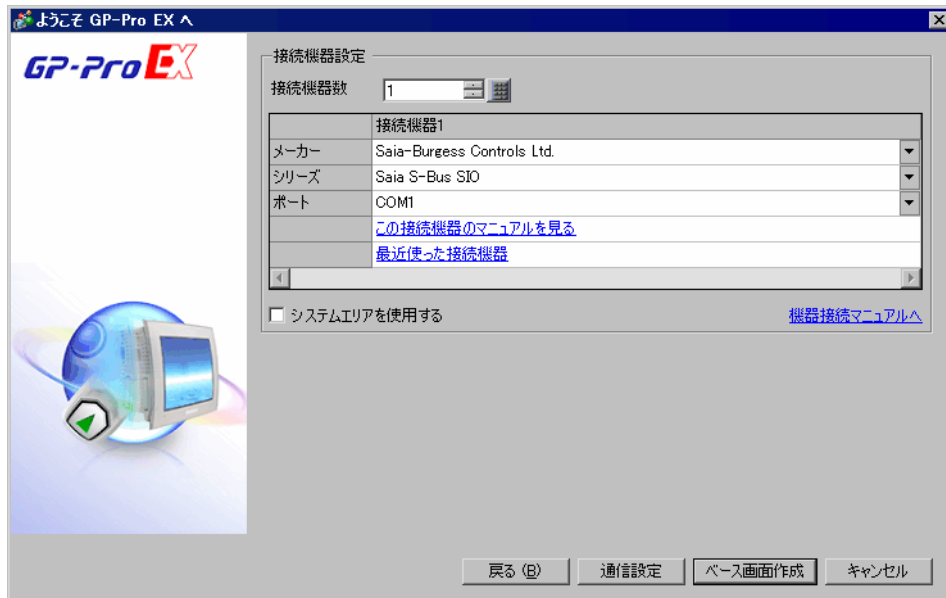 ようこそ GP-Pro EX へ
GP-Pro EX
接続機器設定
接続機器数 1
接続機器1
メーカー Saia-Burgess Controls Ltd.
シリーズ Saia S-Bus SIO
ポート COM1
この接続機器のマニュアルを見る
最近使った接続機器
システムエリアを使用する 機器接続マニュアルへ
戻る (B) 通信設定 ベース画面作成 キャンセル